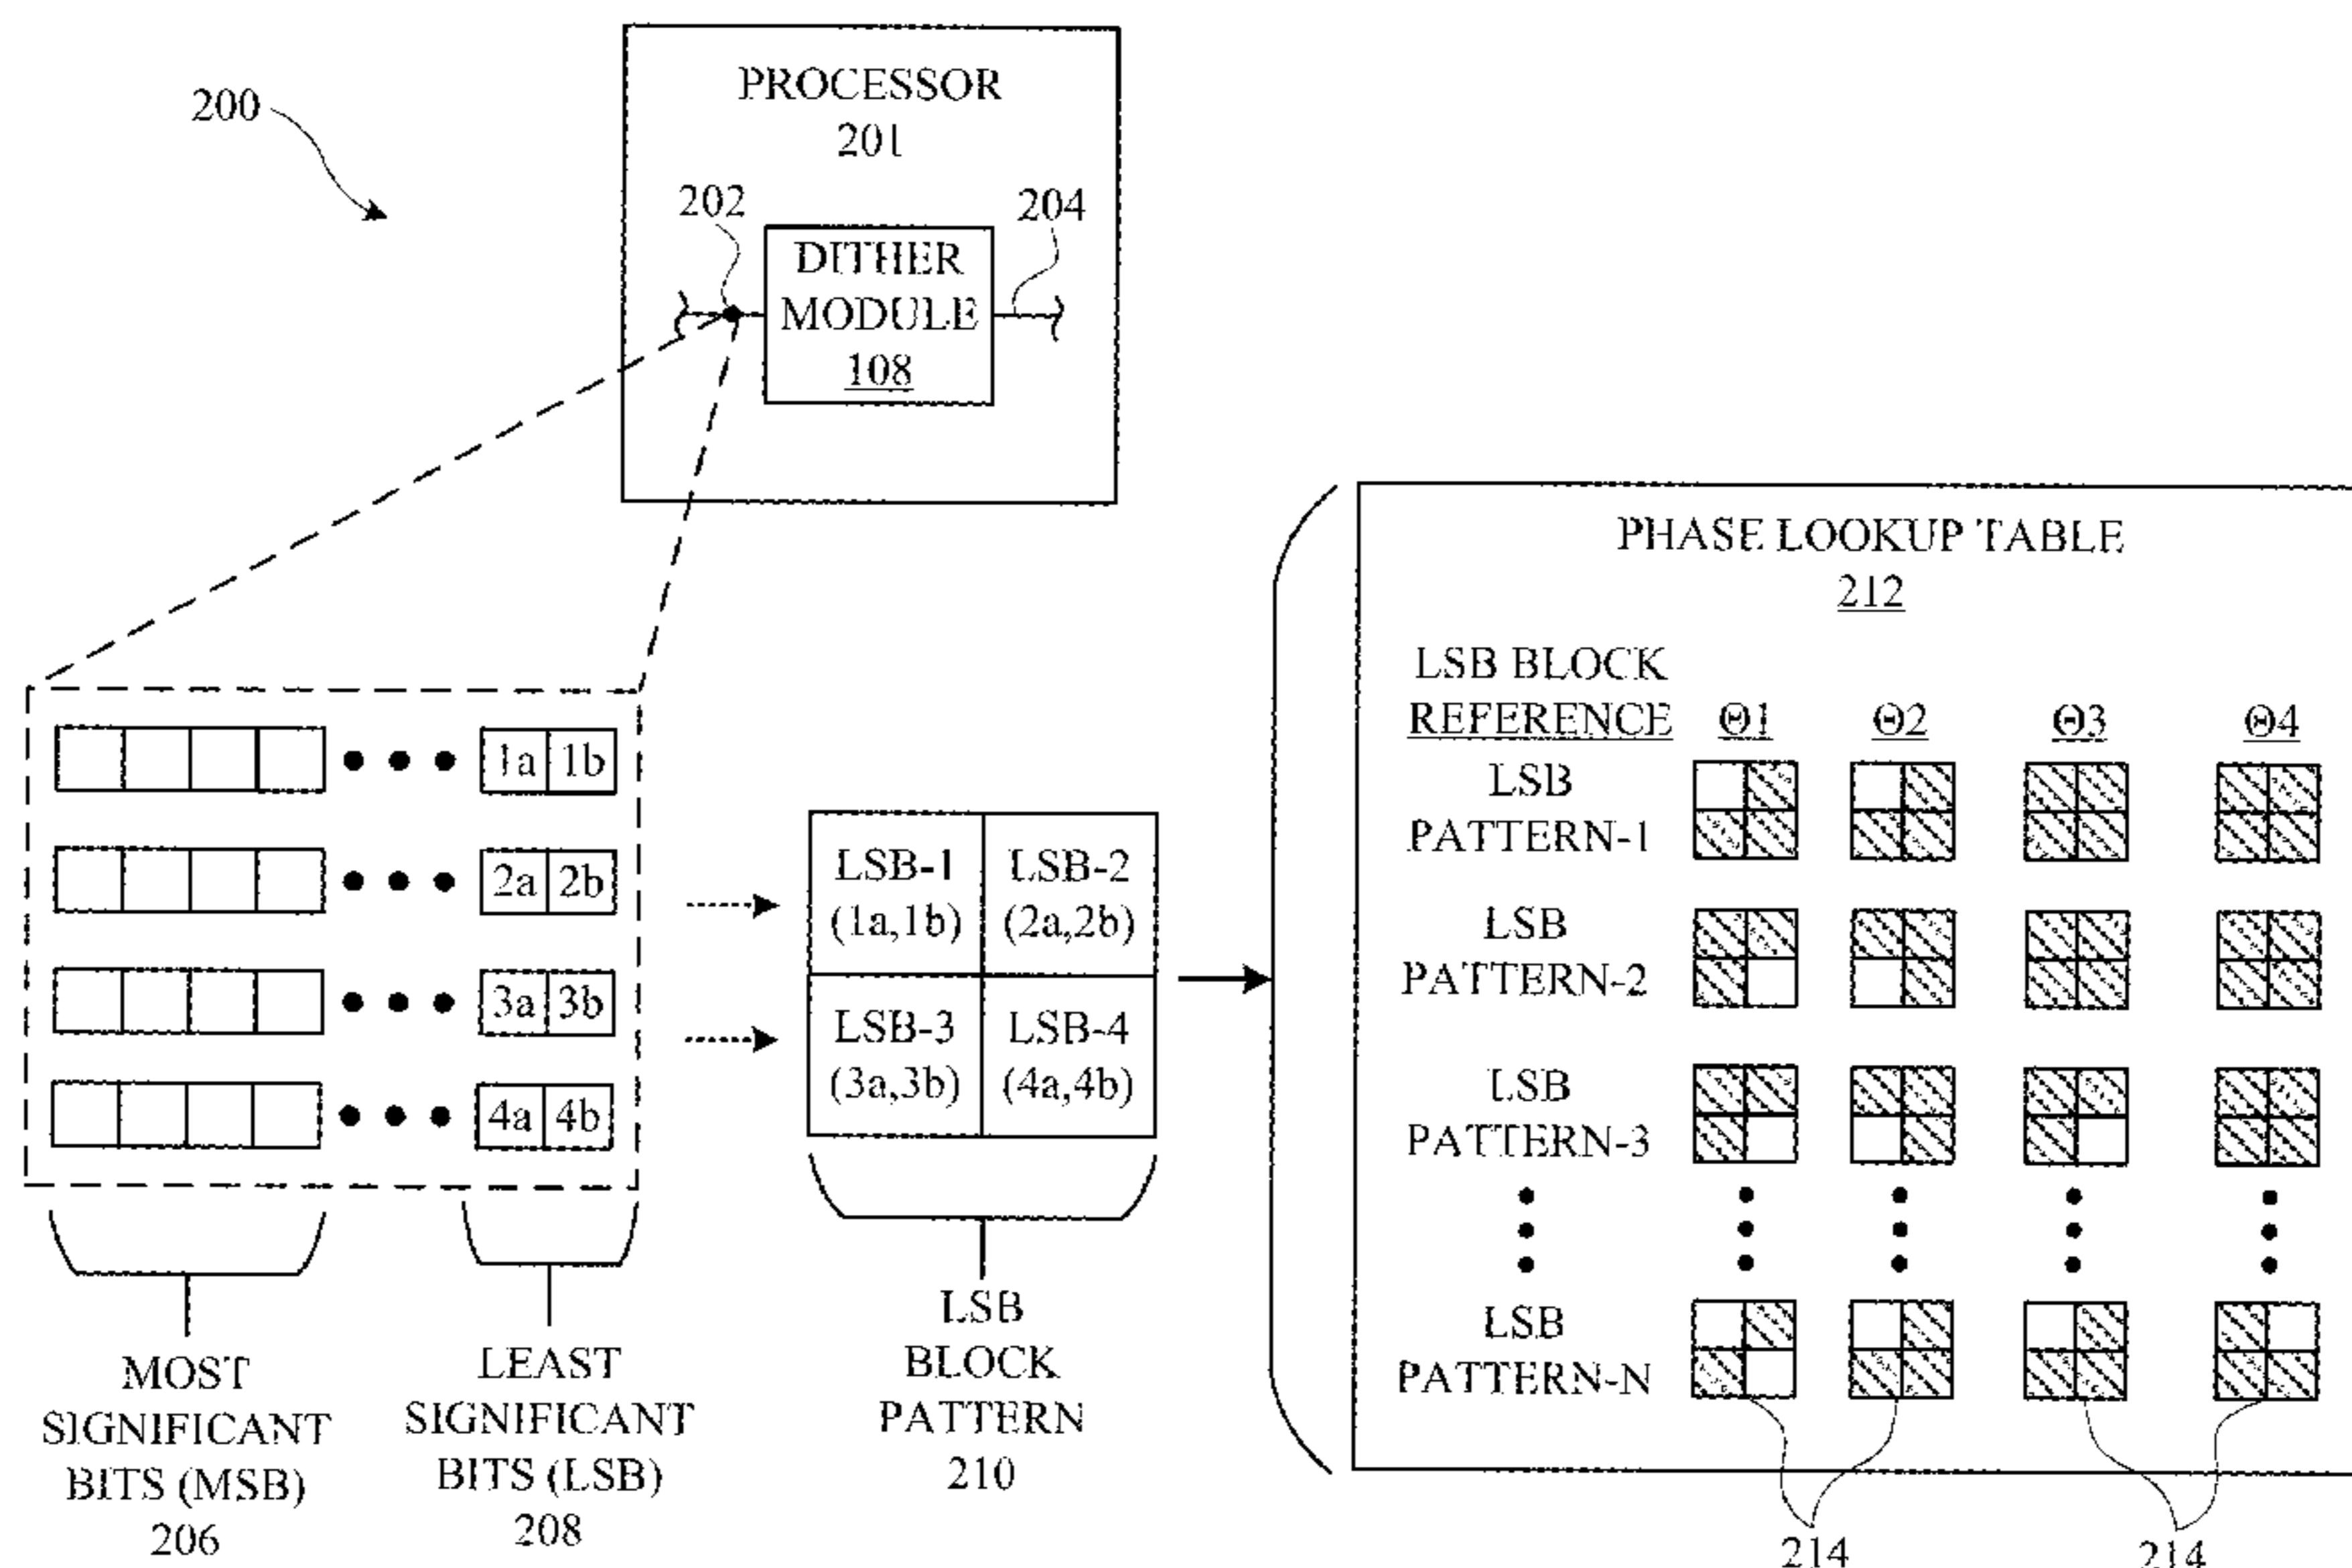 200
PROCESSOR
201
202
204
DITHER
MODULE
108
PHASE LOOKUP TABLE
212
LSB BLOCK
REFERENCE Θ1 Θ2 Θ3 Θ4
LSB
PATTERN-1
LSB
PATTERN-2
LSB
PATTERN-3
LSB
PATTERN-N
214
214
1a 1b
2a 2b
3a 3b
4a 4b
LSB-1
(1a,1b)
LSB-2
(2a,2b)
LSB-3
(3a,3b)
LSB-4
(4a,4b)
MOST
SIGNIFICANT
BITS (MSB)
206
LEAST
SIGNIFICANT
BITS (LSB)
208
LSB
BLOCK
PATTERN
210